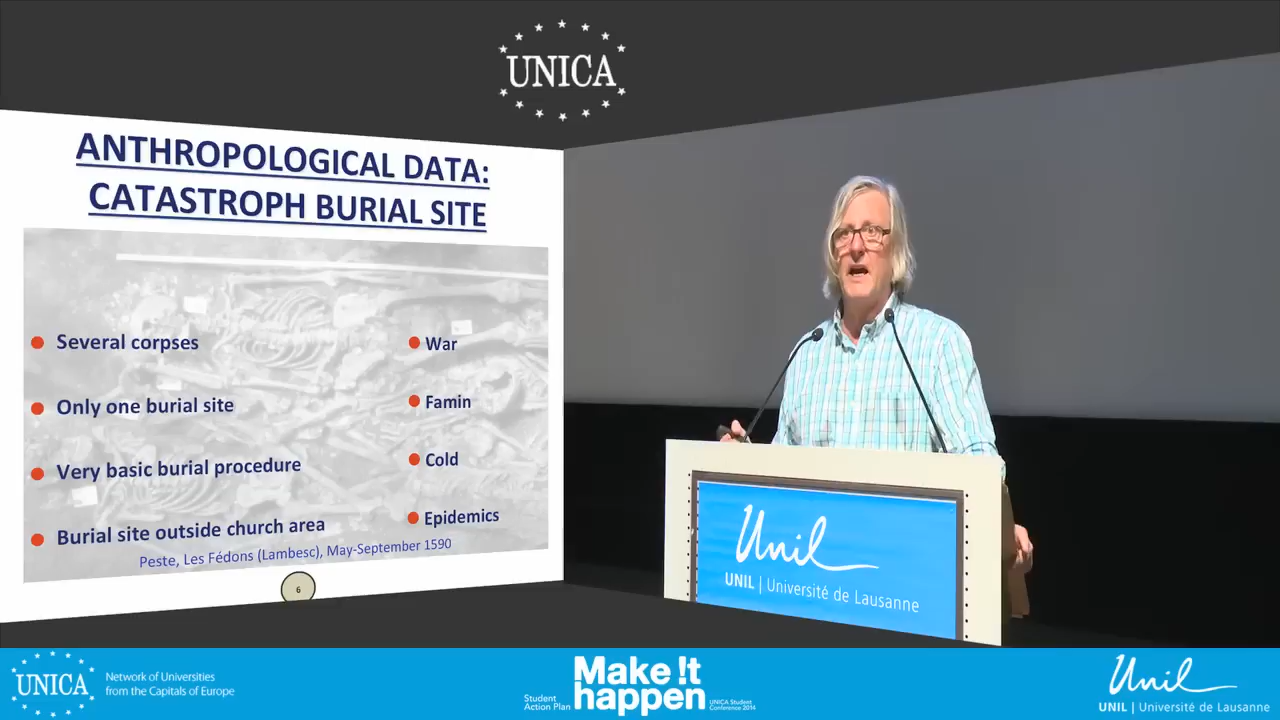 UNICA
ANTHROPOLOGICAL DATA:
CATASTROPH BURIAL SITE
Several corpses
Only one burial site
Very basic burial procedure
Burial site outside church area
War
Famin
Cold
Epidemics
Peste, Les Fédons (Lambesc), May-September 1590
6
Unil
UNIL | Université de Lausanne
UNICA
Network of Universities
from the Capitals of Europe
Student
Action Plan
Make !t
happen
UNICA Student
Conference 2014
Unil
UNIL | Université de Lausanne